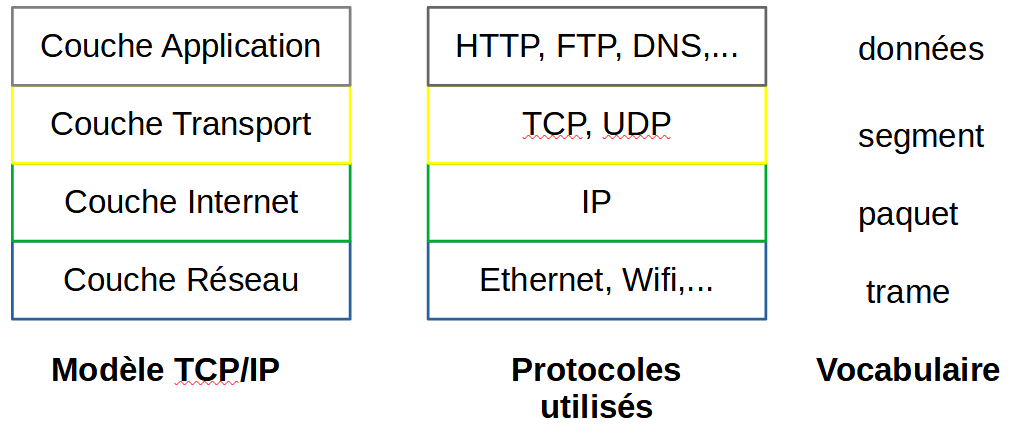 Couche Application HTTP, FTP, DNS,... données
Couche Transport TCP, UDP segment
Couche Internet IP paquet
Couche Réseau Ethernet, Wifi,... trame
Modèle TCP/IP Protocoles utilisés Vocabulaire